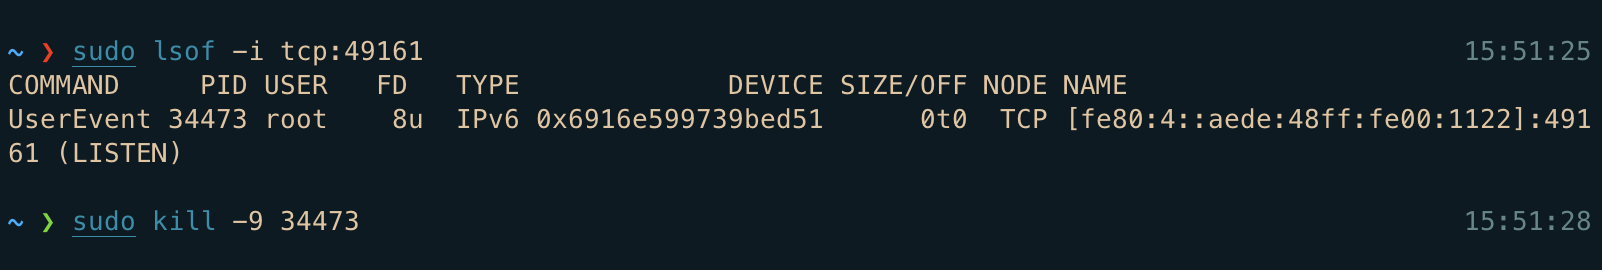 ~ ❯ sudo lsof -i tcp:49161 15:51:25
COMMAND PID USER FD TYPE DEVICE SIZE/OFF NODE NAME
UserEvent 34473 root 8u IPv6 0x6916e599739bed51 0t0 TCP [fe80:4::aede:48ff:fe00:1122]:491
61 (LISTEN)
~ ❯ sudo kill -9 34473 15:51:28